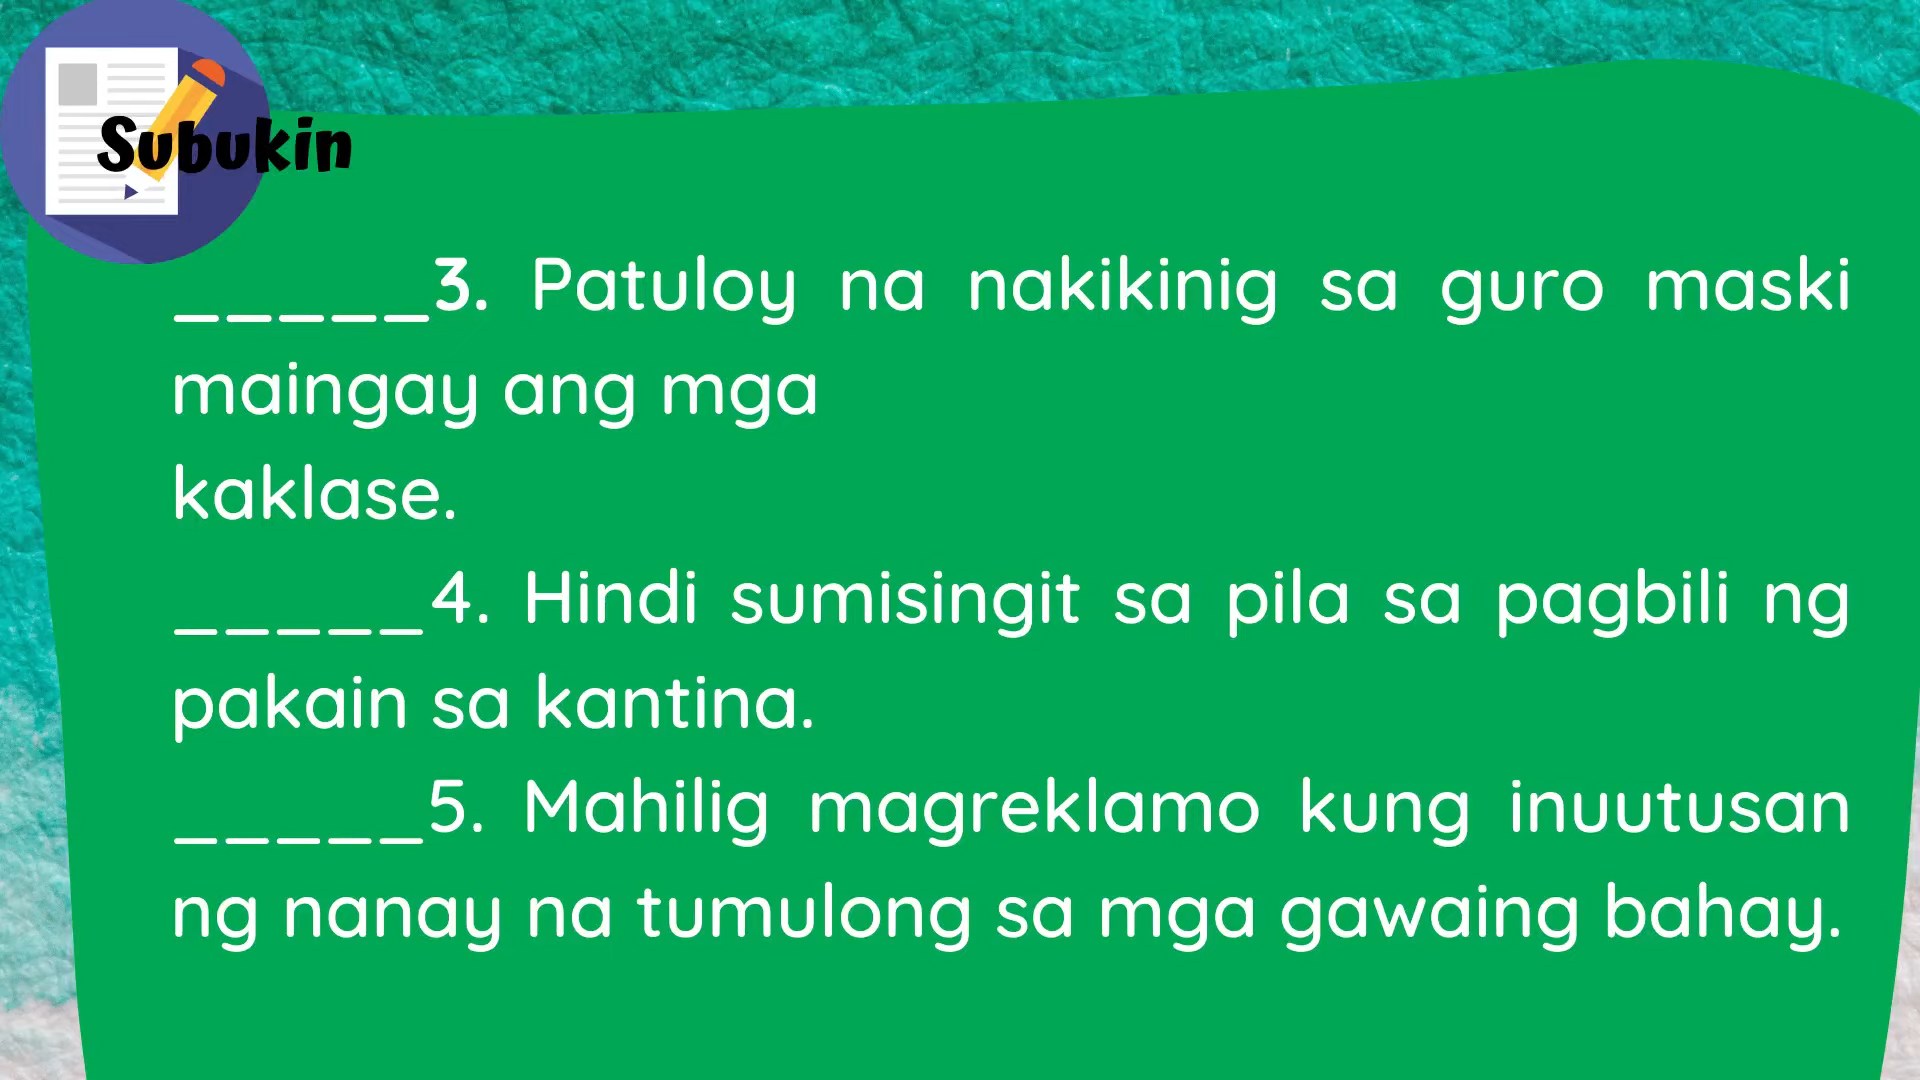 Subukin
_____3. Patuloy na nakikinig sa guro maski
maingay ang mga
kaklase.
_____4. Hindi sumisingit sa pila sa pagbili ng
pakain sa kantina.
_____5. Mahilig magreklamo kung inuutusan
ng nanay na tumulong sa mga gawaing bahay.